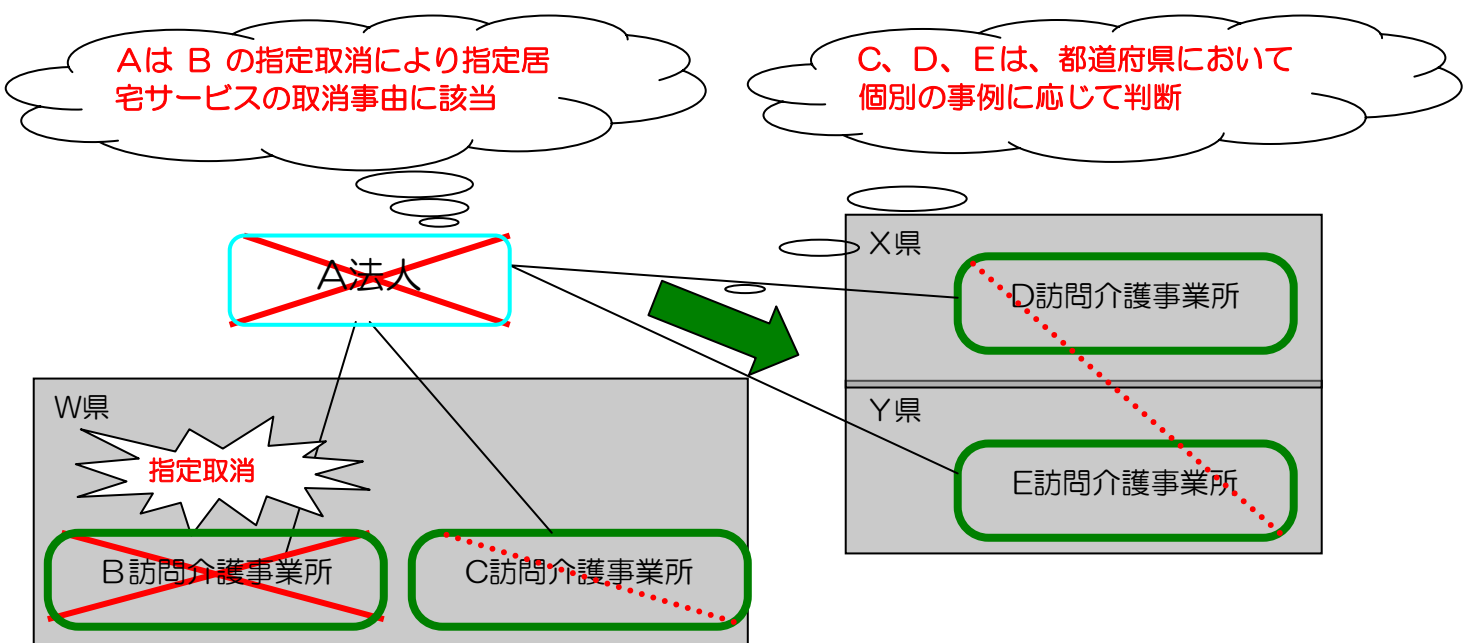 Aは B の指定取消により指定居
宅サービスの取消事由に該当
C、D、Eは、都道府県において
個別の事例に応じて判断
A法人
X県
D訪問介護事業所
Y県
E訪問介護事業所
W県
指定取消
B訪問介護事業所
C訪問介護事業所